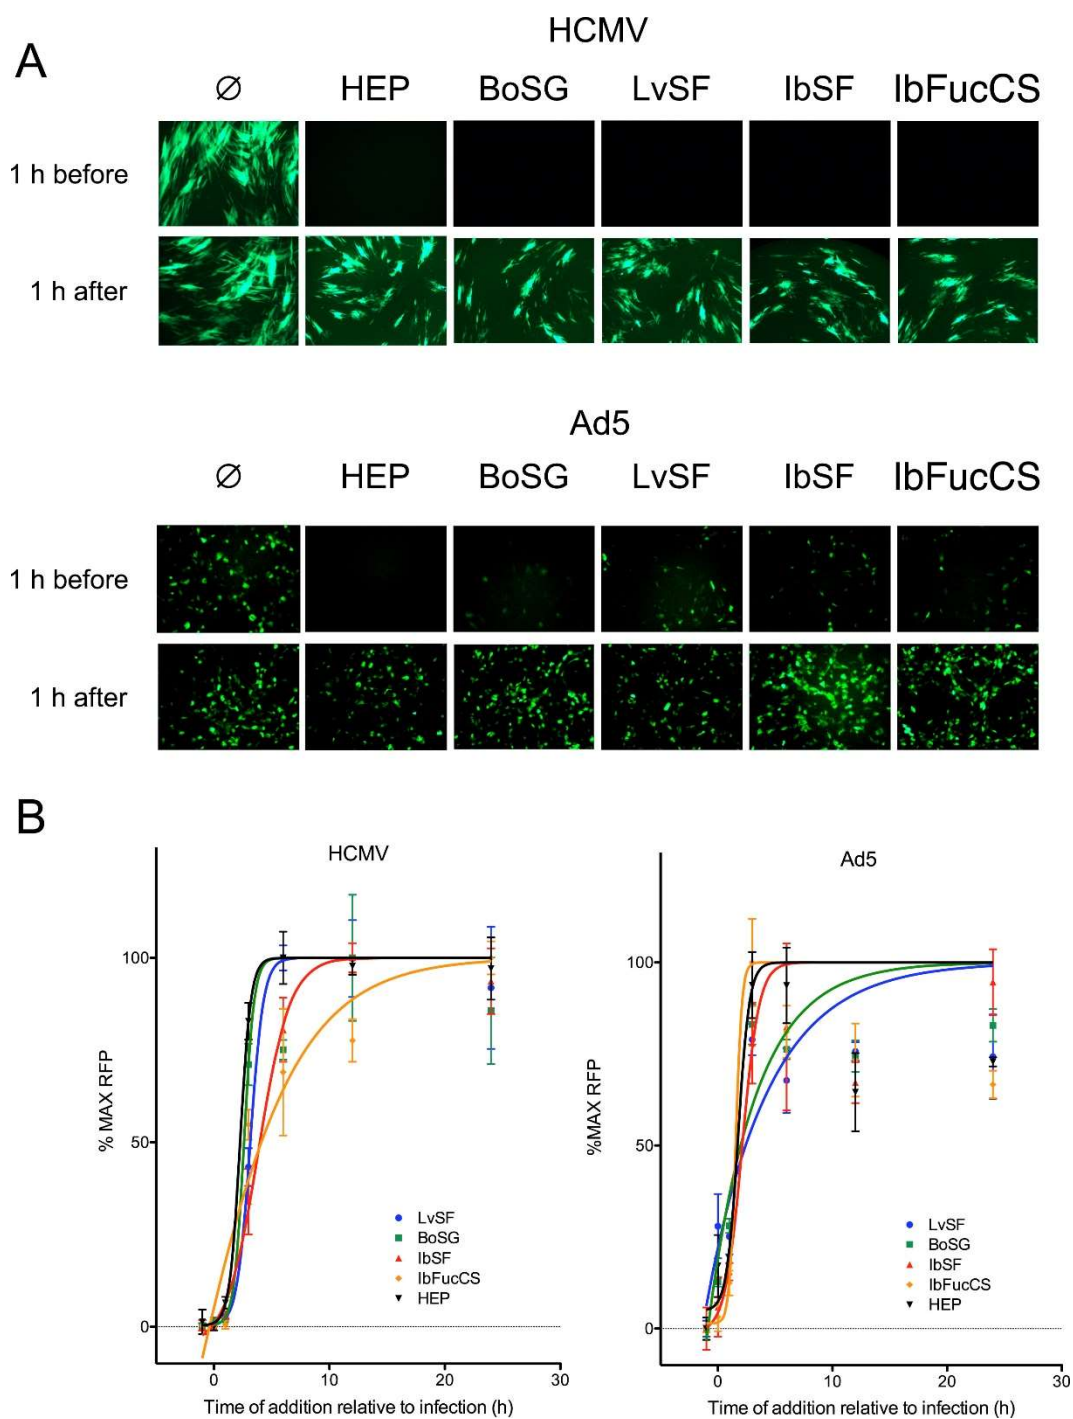 A
HCMV
∅ HEP BoSG LvSF IbSF IbFucCS
1 h before
1 h after
Ad5
∅ HEP BoSG LvSF IbSF IbFucCS
1 h before
1 h after
B
HCMV
% MAX RFP
100
50
0
LvSF
BoSG
IbSF
IbFucCS
HEP
0 10 20 30
Time of addition relative to infection (h)
Ad5
%MAX RFP
100
50
0
LvSF
BoSG
IbSF
IbFucCS
HEP
0 10 20 30
Time of addition relative to infection (h)